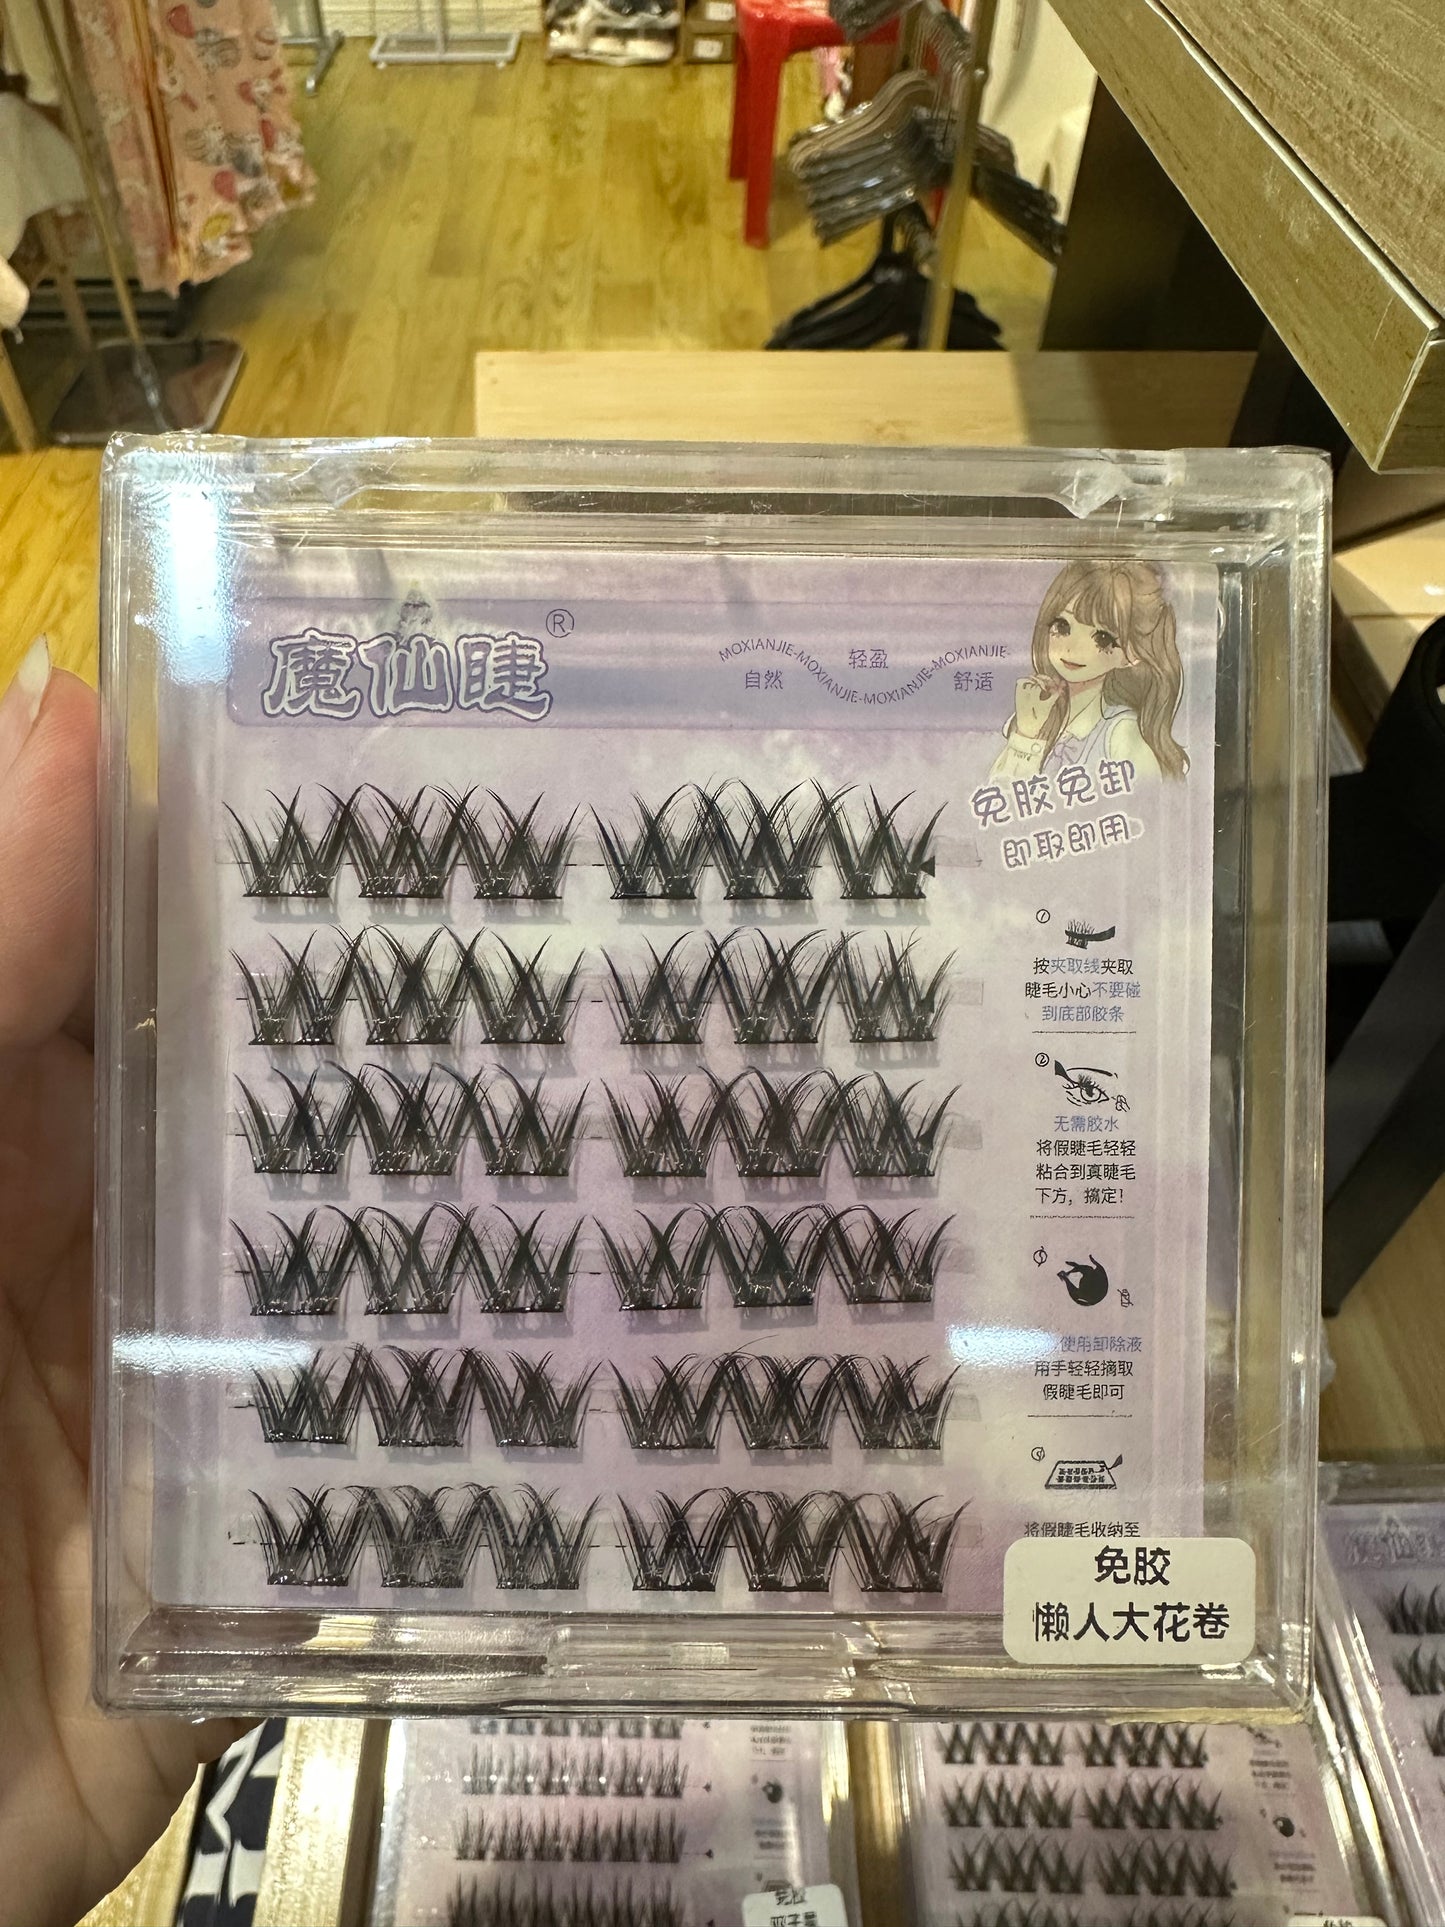 魔仙睫®
MOXIANJIE-MOXIANJIE-MOXIANJIE-MOXIANJIE-
自然
轻盈
舒适
免胶免卸
即取即用
①
按夹取线夹取
睫毛小心不要碰
到底部胶条
②
无需胶水
将假睫毛轻轻
粘合到真睫毛
下方，搞定！
使用卸除液
用手轻轻摘取
假睫毛即可
将假睫毛收纳至
免胶
懒人大花卷
免胶